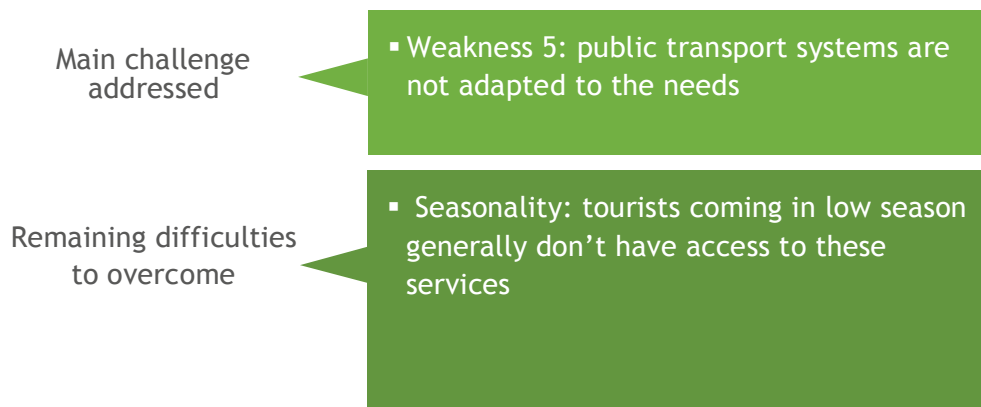 Main challenge
addressed
▪ Weakness 5: public transport systems are
not adapted to the needs
Remaining difficulties
to overcome
▪ Seasonality: tourists coming in low season
generally don’t have access to these
services